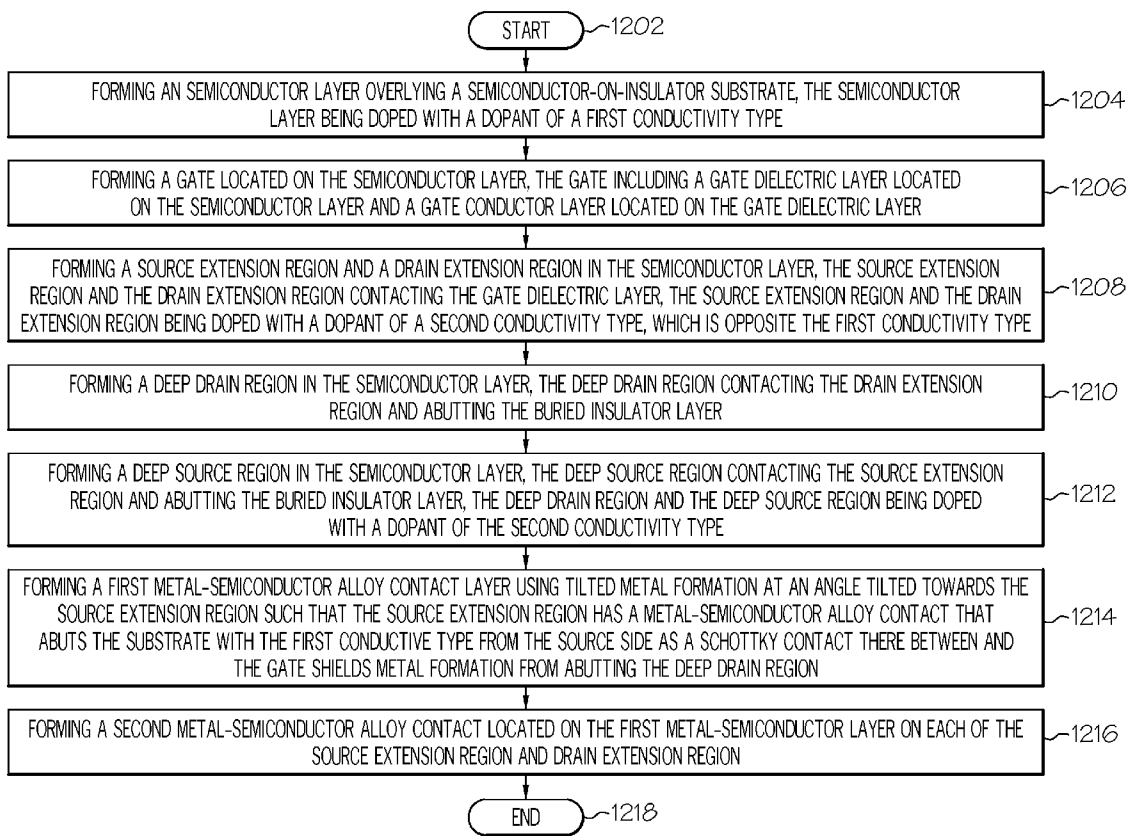 START
1202
FORMING AN SEMICONDUCTOR LAYER OVERLYING A SEMICONDUCTOR-ON-INSULATOR SUBSTRATE, THE SEMICONDUCTOR
LAYER BEING DOPED WITH A DOPANT OF A FIRST CONDUCTIVITY TYPE
1204
FORMING A GATE LOCATED ON THE SEMICONDUCTOR LAYER, THE GATE INCLUDING A GATE DIELECTRIC LAYER LOCATED
ON THE SEMICONDUCTOR LAYER AND A GATE CONDUCTOR LAYER LOCATED ON THE GATE DIELECTRIC LAYER
1206
FORMING A SOURCE EXTENSION REGION AND A DRAIN EXTENSION REGION IN THE SEMICONDUCTOR LAYER, THE SOURCE EXTENSION
REGION AND THE DRAIN EXTENSION REGION CONTACTING THE GATE DIELECTRIC LAYER, THE SOURCE EXTENSION REGION AND THE DRAIN
EXTENSION REGION BEING DOPED WITH A DOPANT OF A SECOND CONDUCTIVITY TYPE, WHICH IS OPPOSITE THE FIRST CONDUCTIVITY TYPE
1208
FORMING A DEEP DRAIN REGION IN THE SEMICONDUCTOR LAYER, THE DEEP DRAIN REGION CONTACTING THE DRAIN EXTENSION
REGION AND ABUTTING THE BURIED INSULATOR LAYER
1210
FORMING A DEEP SOURCE REGION IN THE SEMICONDUCTOR LAYER, THE DEEP SOURCE REGION CONTACTING THE SOURCE EXTENSION
REGION AND ABUTTING THE BURIED INSULATOR LAYER, THE DEEP DRAIN REGION AND THE DEEP SOURCE REGION BEING DOPED
WITH A DOPANT OF THE SECOND CONDUCTIVITY TYPE
1212
FORMING A FIRST METAL-SEMICONDUCTOR ALLOY CONTACT LAYER USING TILTED METAL FORMATION AT AN ANGLE TILTED TOWARDS THE
SOURCE EXTENSION REGION SUCH THAT THE SOURCE EXTENSION REGION HAS A METAL-SEMICONDUCTOR ALLOY CONTACT THAT
ABUTS THE SUBSTRATE WITH THE FIRST CONDUCTIVE TYPE FROM THE SOURCE SIDE AS A SCHOTTKY CONTACT THERE BETWEEN AND
THE GATE SHIELDS METAL FORMATION FROM ABUTTING THE DEEP DRAIN REGION
1214
FORMING A SECOND METAL-SEMICONDUCTOR ALLOY CONTACT LOCATED ON THE FIRST METAL-SEMICONDUCTOR LAYER ON EACH OF THE
SOURCE EXTENSION REGION AND DRAIN EXTENSION REGION
1216
END
1218